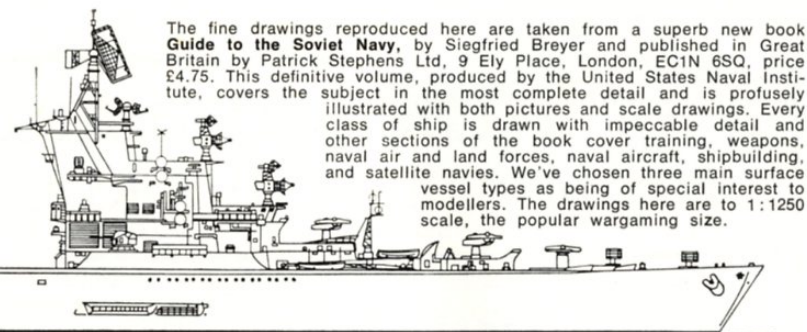 The fine drawings reproduced here are taken from a superb new book
Guide to the Soviet Navy, by Siegfried Breyer and published in Great
Britain by Patrick Stephens Ltd, 9 Ely Place, London, EC1N 6SQ, price
£4.75. This definitive volume, produced by the United States Naval Insti-
tute, covers the subject in the most complete detail and is profusely
illustrated with both pictures and scale drawings. Every
class of ship is drawn with impeccable detail and
other sections of the book cover training, weapons,
naval air and land forces, naval aircraft, shipbuilding,
and satellite navies. We've chosen three main surface
vessel types as being of special interest to
modellers. The drawings here are to 1:1250
scale, the popular wargaming size.